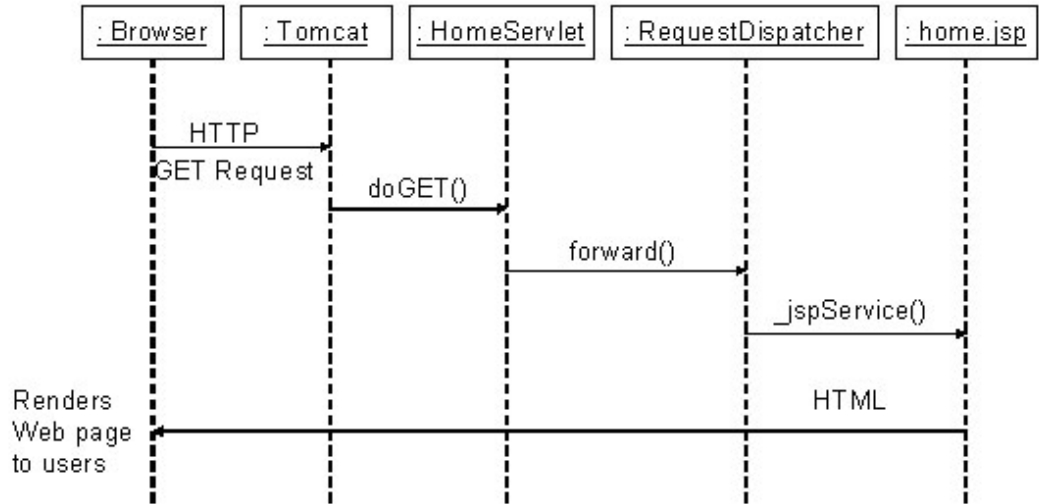 : Browser
: Tomcat
: HomeServlet
: RequestDispatcher
: home.jsp
HTTP
GET Request
doGET()
forward()
_jspService()
HTML
Renders
Web page
to users